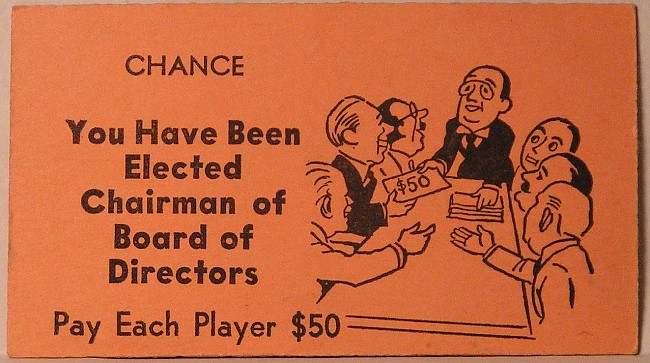 CHANCE
You Have Been
Elected
Chairman of
Board of
Directors
Pay Each Player $50
$50